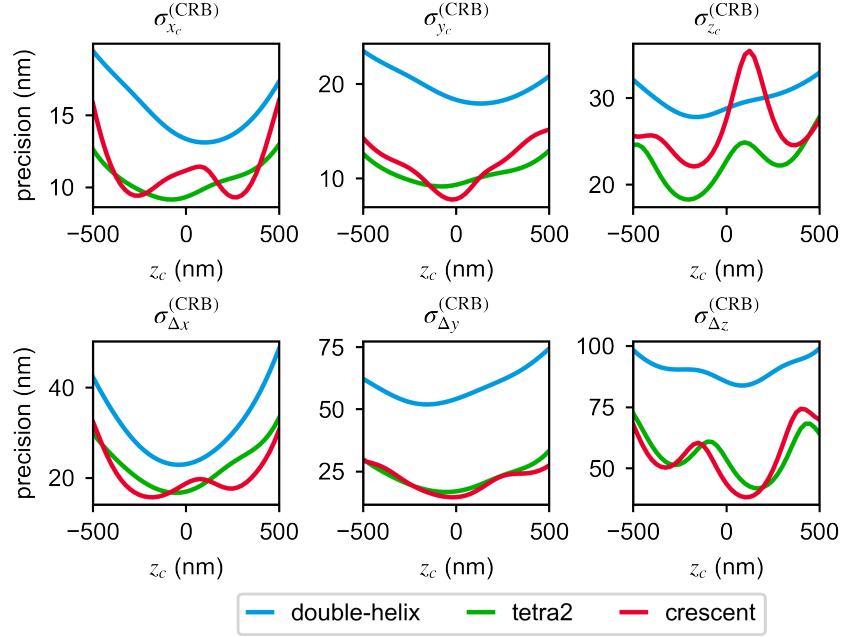 σ_{x_c}^{(CRB)} σ_{y_c}^{(CRB)} σ_{z_c}^{(CRB)}
precision (nm)
15
10
20
10
30
20
−500 0 500 −500 0 500 −500 0 500
z_c (nm) z_c (nm) z_c (nm)
σ_{Δx}^{(CRB)} σ_{Δy}^{(CRB)} σ_{Δz}^{(CRB)}
precision (nm)
40
20
75
50
25
100
75
50
−500 0 500 −500 0 500 −500 0 500
z_c (nm) z_c (nm) z_c (nm)
double-helix tetra2 crescent